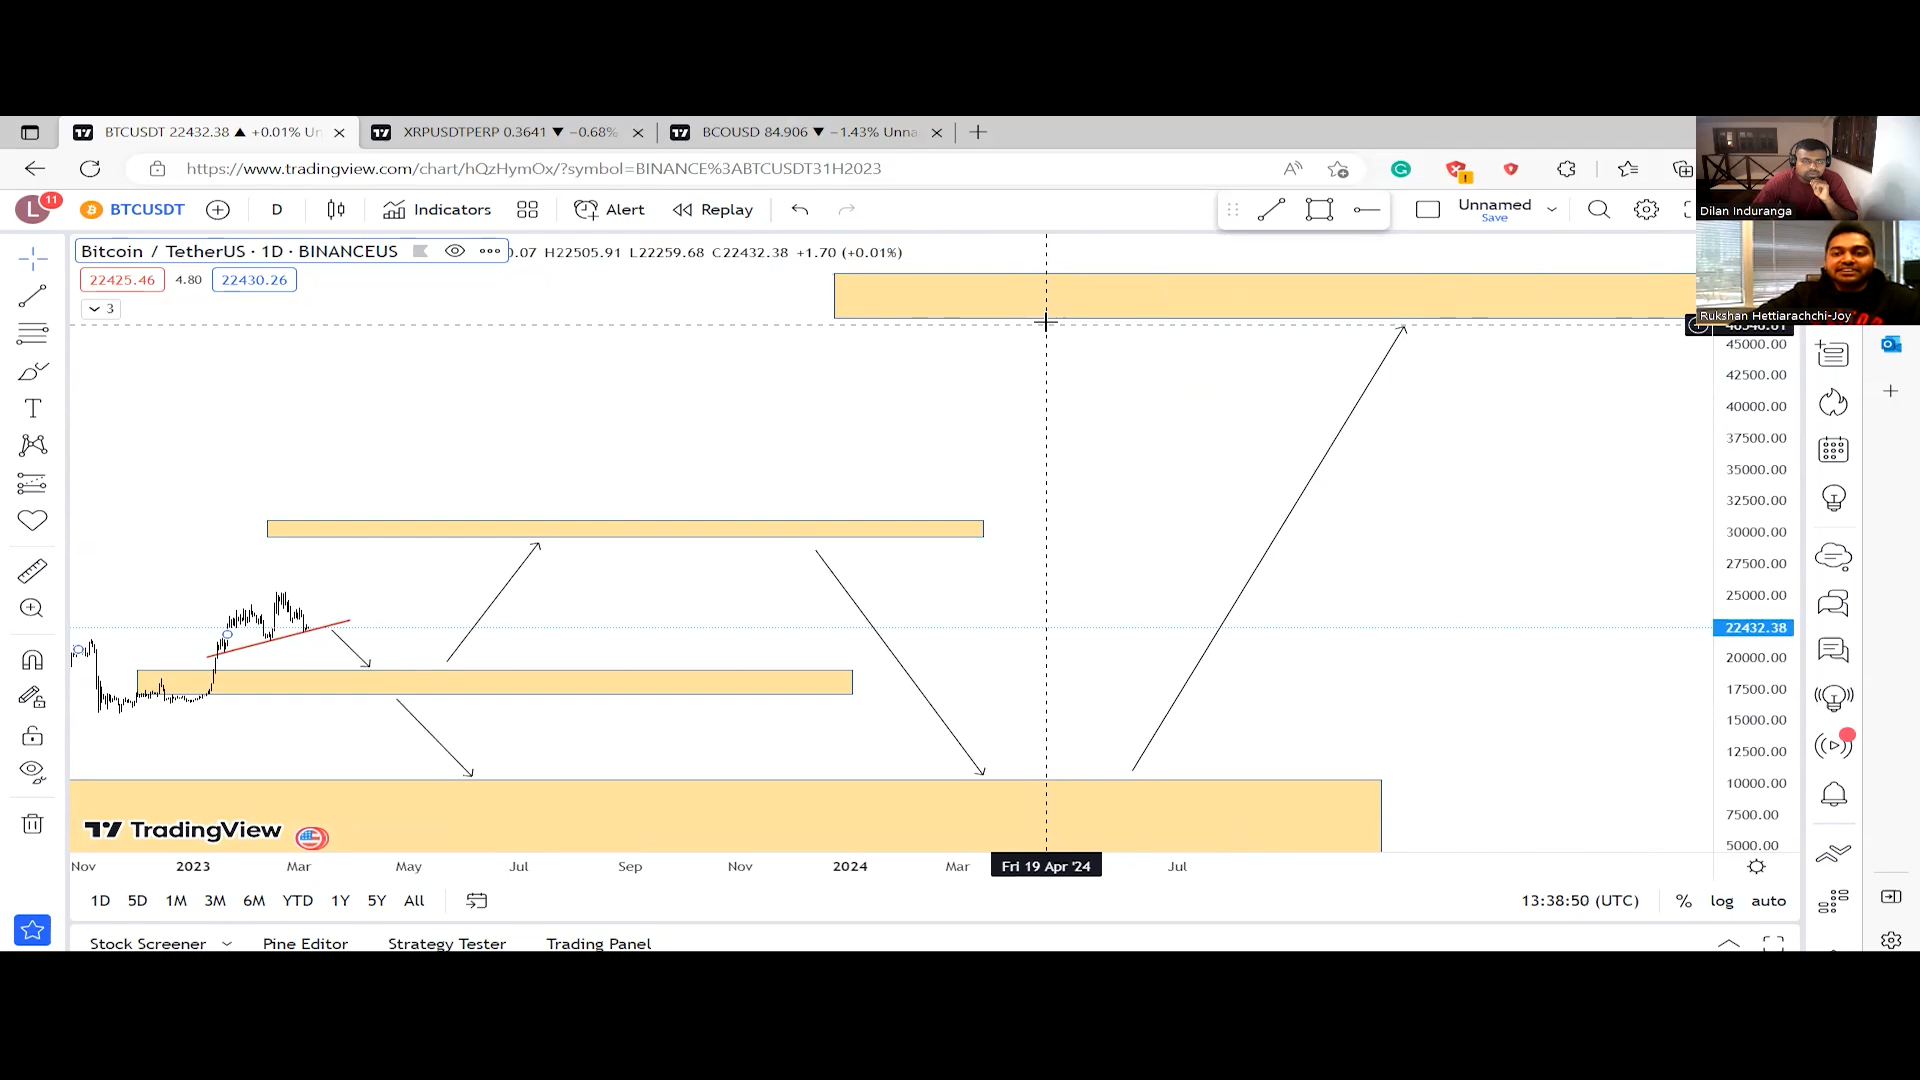 BTCUSDT 22432.38 ▲ +0.01% Un
XRPUSDTPERP 0.3641 ▼ −0.68%
BCOUSD 84.906 ▼ −1.43% Unna
https://www.tradingview.com/chart/hQzHymOx/?symbol=BINANCE%3ABTCUSDT31H2023
L 11 BTCUSDT D Indicators Alert Replay Unnamed
Save
Dilan Induranga
Rukshan Hettiarachchi-Joy
Bitcoin / TetherUS · 1D · BINANCEUS 0.07 H22505.91 L22259.68 C22432.38 +1.70 (+0.01%)
22425.46 4.80 22430.26
3
45000.00
42500.00
40000.00
37500.00
35000.00
32500.00
30000.00
27500.00
25000.00
22432.38
20000.00
17500.00
15000.00
12500.00
10000.00
7500.00
5000.00
TradingView
Nov 2023 Mar May Jul Sep Nov 2024 Mar Fri 19 Apr '24 Jul
1D 5D 1M 3M 6M YTD 1Y 5Y All 13:38:50 (UTC) % log auto
Stock Screener Pine Editor Strategy Tester Trading Panel